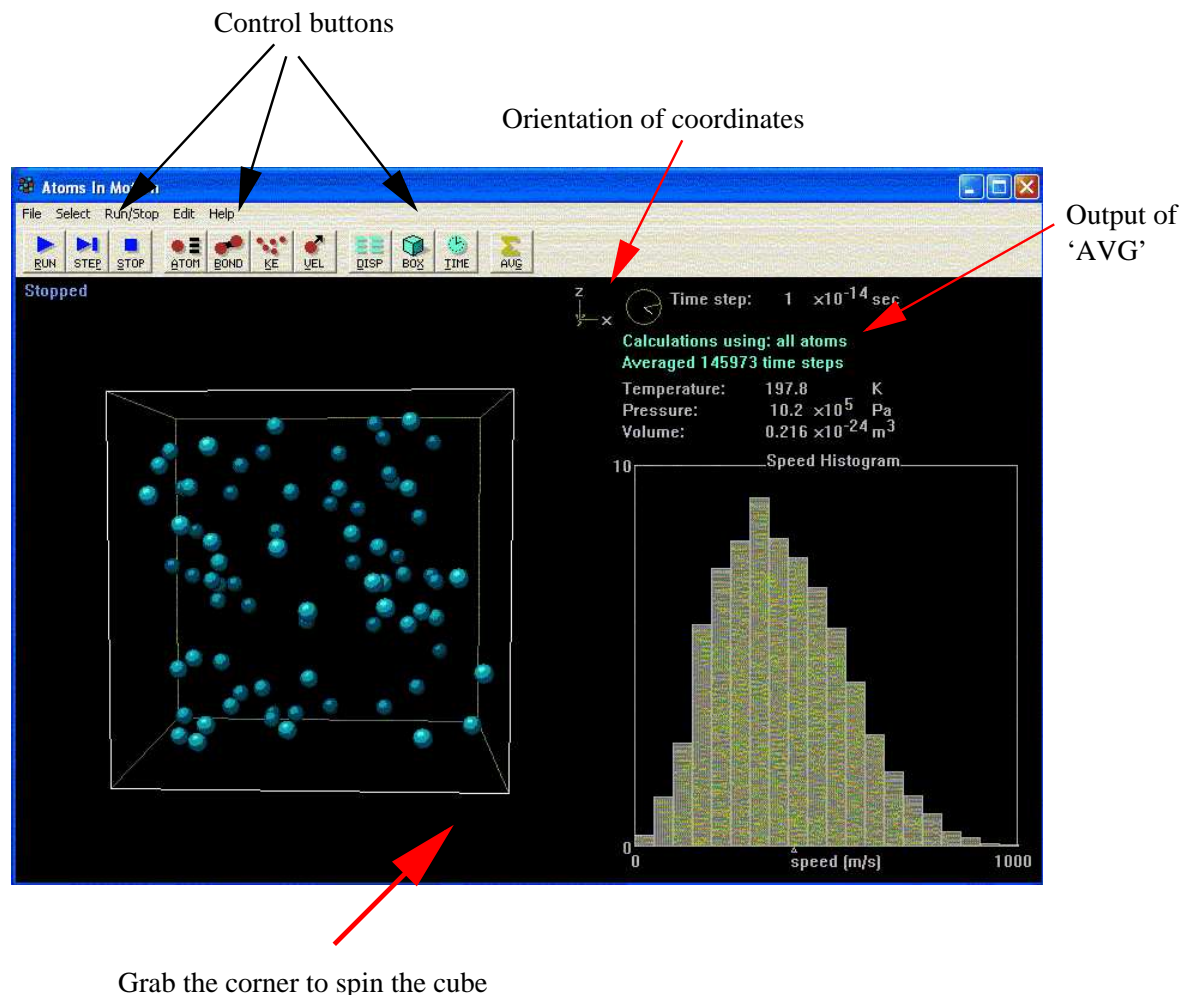 Control buttons
Orientation of coordinates
Output of
‘AVG’
Atoms In Motion
File Select Run/Stop Edit Help
RUN STEP STOP ATOM BOND KE VEL DISP BOX TIME AVG
Stopped
z
y x
Time step: 1 x10-14 sec
Calculations using: all atoms
Averaged 145973 time steps
Temperature: 197.8 K
Pressure: 10.2 x105 Pa
Volume: 0.216 x10-24 m3
Speed Histogram
10
0
0 speed (m/s) 1000
Grab the corner to spin the cube